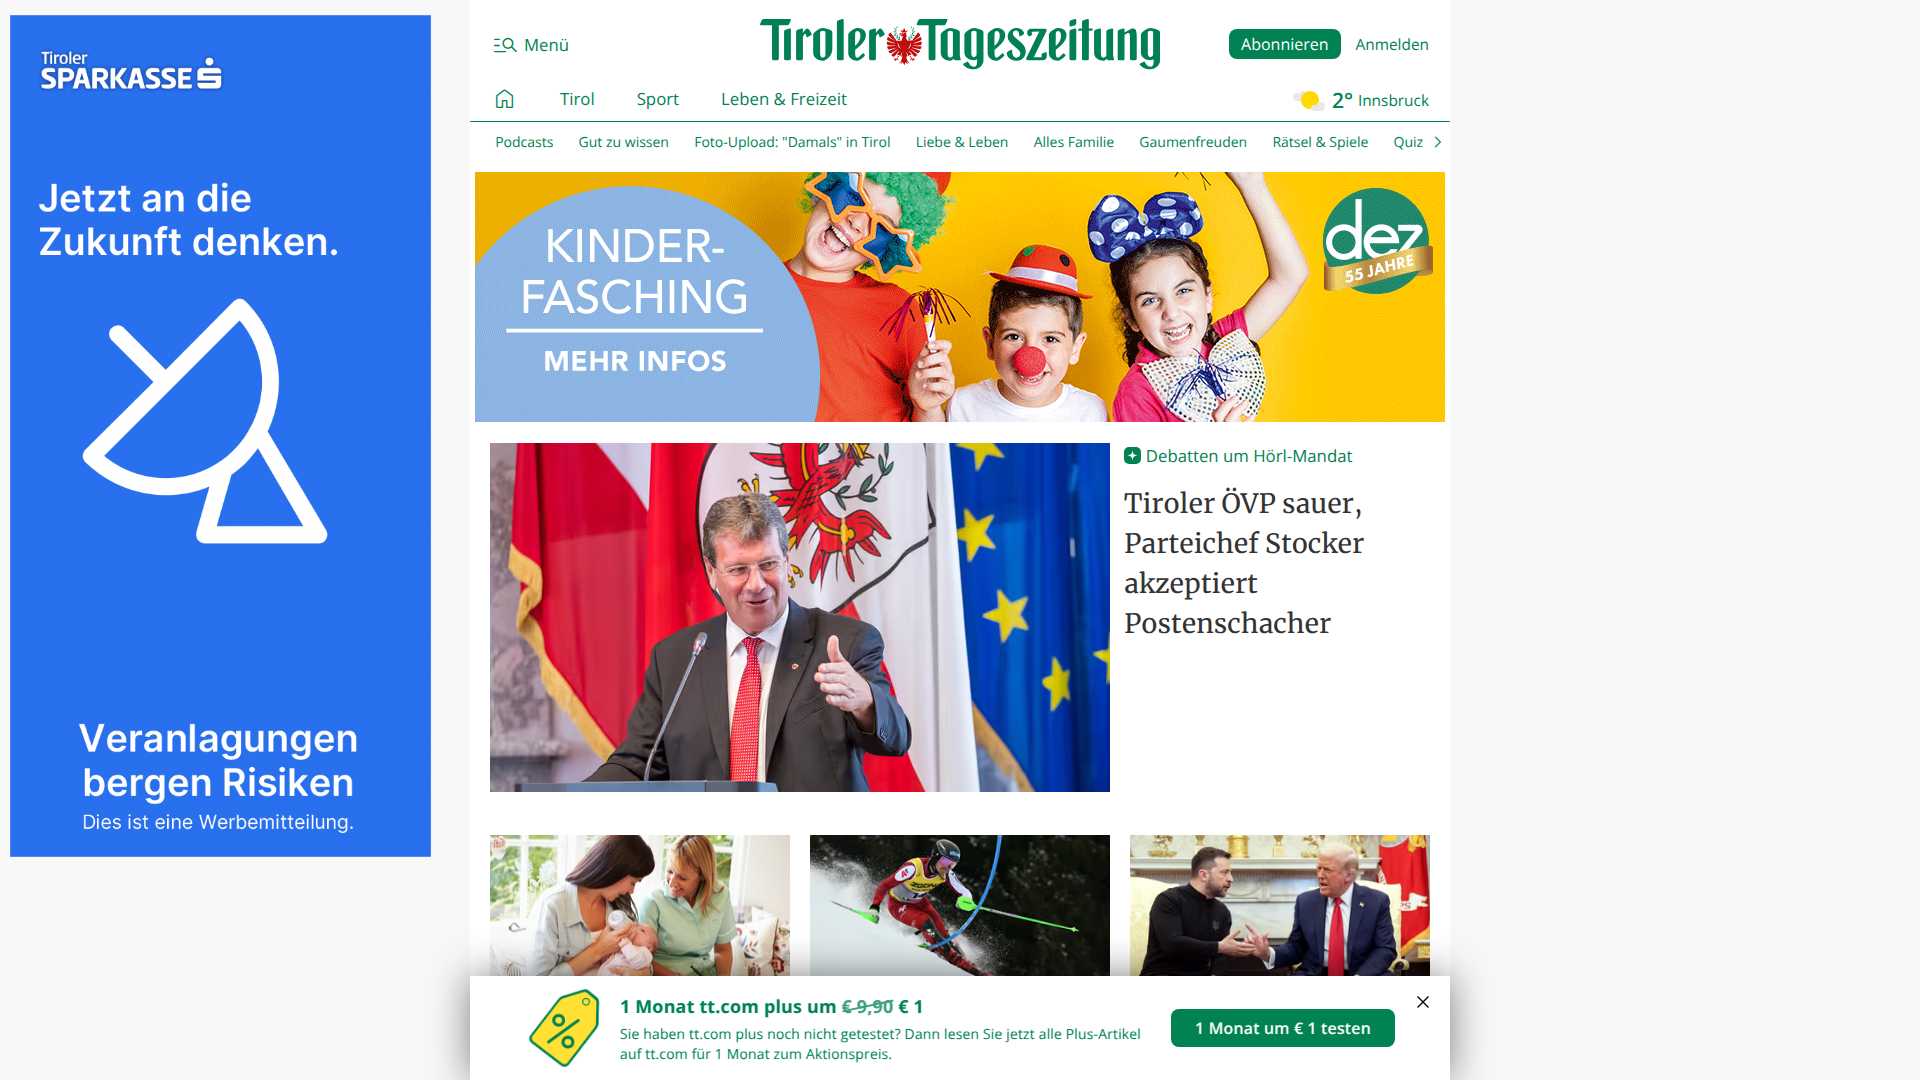 Tiroler
SPARKASSE
Jetzt an die
Zukunft denken.
Veranlagungen
bergen Risiken
Dies ist eine Werbemitteilung.
Menü
Tiroler Tageszeitung
Abonnieren
Anmelden
Tirol
Sport
Leben & Freizeit
2° Innsbruck
Podcasts
Gut zu wissen
Foto-Upload: "Damals" in Tirol
Liebe & Leben
Alles Familie
Gaumenfreuden
Rätsel & Spiele
Quiz
KINDER-
FASCHING
MEHR INFOS
dez
55 JAHRE
Debatten um Hörl-Mandat
Tiroler ÖVP sauer,
Parteichef Stocker
akzeptiert
Postenschacher
1 Monat tt.com plus um € 9,90 € 1
Sie haben tt.com plus noch nicht getestet? Dann lesen Sie jetzt alle Plus-Artikel
auf tt.com für 1 Monat zum Aktionspreis.
1 Monat um € 1 testen